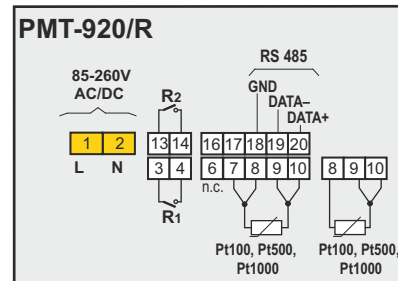 PMT-920/R
RS 485
85-260V
AC/DC
R2
GND
DATA–
DATA+
1 2
13 14
16 17 18 19 20
L N
3 4
6 7 8 9 10
8 9 10
n.c.
R1
Pt100, Pt500,
Pt1000
Pt100, Pt500,
Pt1000